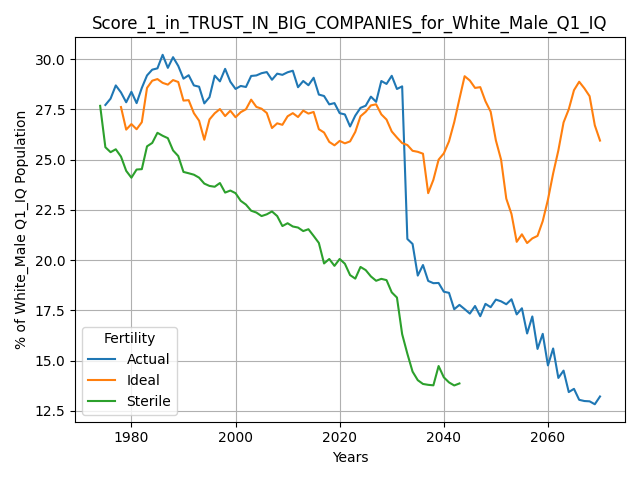 Score_1_in_TRUST_IN_BIG_COMPANIES_for_White_Male_Q1_IQ
% of White_Male Q1_IQ Population
30.0
27.5
25.0
22.5
20.0
17.5
15.0
12.5
Fertility
Actual
Ideal
Sterile
1980
2000
2020
2040
2060
Years